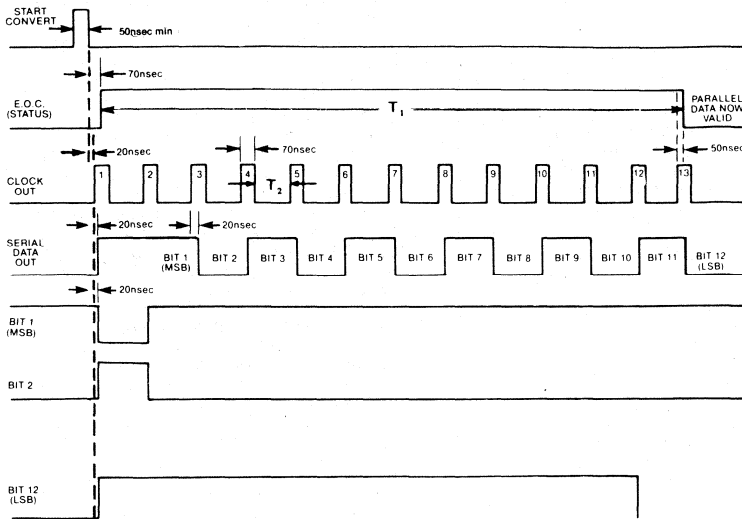 START
CONVERT
50nsec min
70nsec
E.O.C.
(STATUS)
T1
PARALLEL
DATA NOW
VALID
20nsec
70nsec
50nsec
CLOCK
OUT
1 2 3 4 T2 5 6 7 8 9 10 11 12 13
20nsec
20nsec
SERIAL
DATA
OUT
BIT 1
(MSB)
BIT 2
BIT 3
BIT 4
BIT 5
BIT 6
BIT 7
BIT 8
BIT 9
BIT 10
BIT 11
BIT 12
(LSB)
20nsec
BIT 1
(MSB)
BIT 2
BIT 12
(LSB)